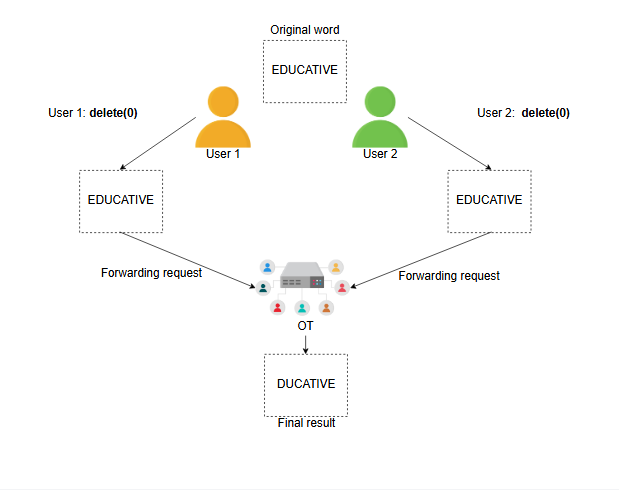 Original word
EDUCATIVE
User 1: delete(0)
User 2: delete(0)
User 1
User 2
EDUCATIVE
EDUCATIVE
Forwarding request
Forwarding request
OT
DUCATIVE
Final result